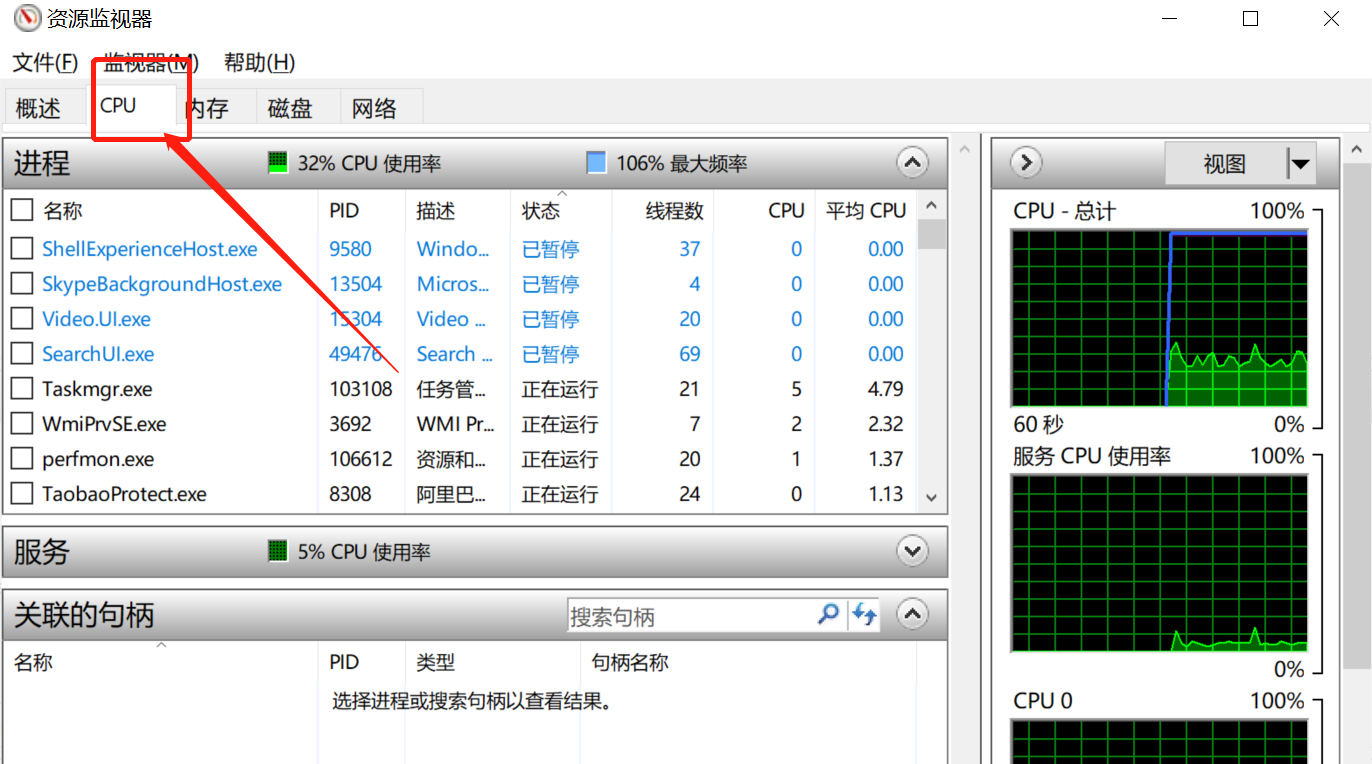 资源监视器
文件(F) 监视器(M) 帮助(H)
概述 CPU 内存 磁盘 网络
进程 32% CPU 使用率 106% 最大频率
名称 PID 描述 状态 线程数 CPU 平均 CPU
ShellExperienceHost.exe 9580 Windo... 已暂停 37 0 0.00
SkypeBackgroundHost.exe 13504 Micros... 已暂停 4 0 0.00
Video.UI.exe 15304 Video ... 已暂停 20 0 0.00
SearchUI.exe 49476 Search ... 已暂停 69 0 0.00
Taskmgr.exe 103108 任务管... 正在运行 21 5 4.79
WmiPrvSE.exe 3692 WMI Pr... 正在运行 7 2 2.32
perfmon.exe 106612 资源和... 正在运行 20 1 1.37
TaobaoProtect.exe 8308 阿里巴... 正在运行 24 0 1.13
服务 5% CPU 使用率
关联的句柄 搜索句柄
名称 PID 类型 句柄名称
选择进程或搜索句柄以查看结果。
视图
CPU - 总计 100%
60 秒 0%
服务 CPU 使用率 100%
0%
CPU 0 100%